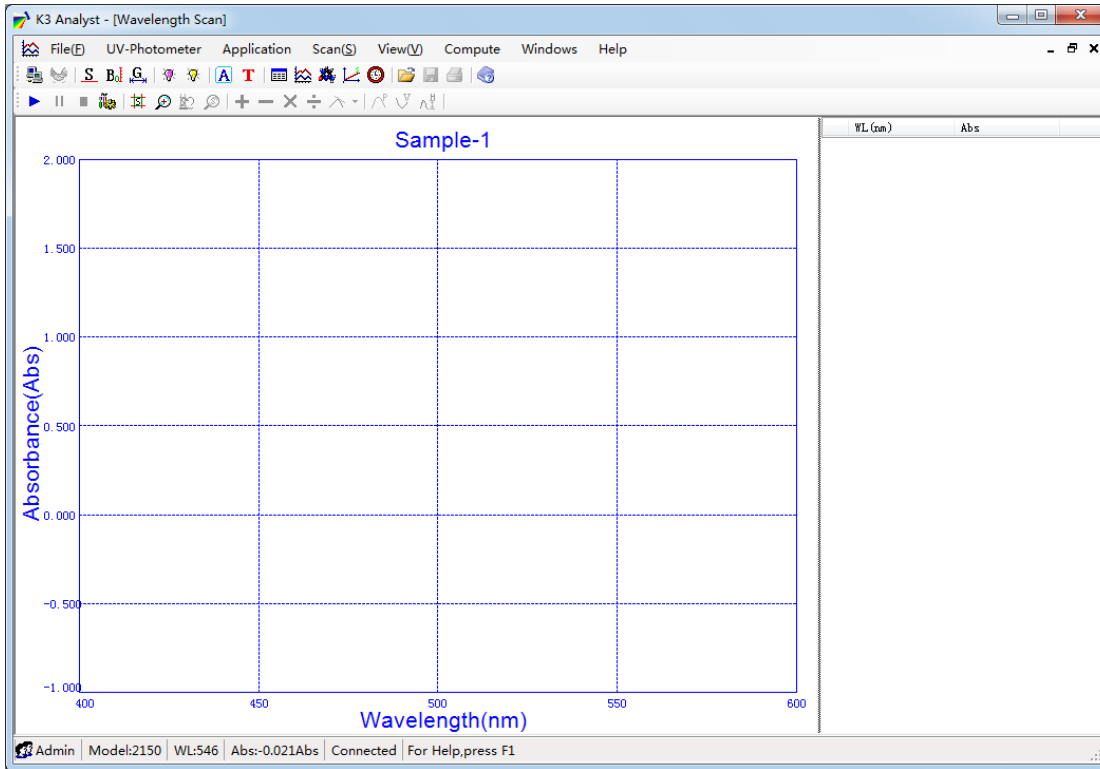 K3 Analyst - [Wavelength Scan]
File(F) UV-Photometer Application Scan(S) View(V) Compute Windows Help
S B₀ G A T
Sample-1
WL(nm) Abs
2.000
1.500
1.000
0.500
0.000
-0.500
-1.000
Absorbance(Abs)
400 450 500 550 600
Wavelength(nm)
Admin Model:2150 WL:546 Abs:-0.021Abs Connected For Help,press F1